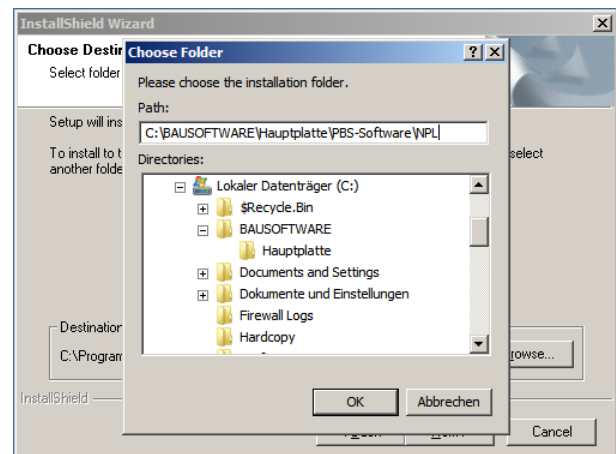 InstallShield Wizard
Choose Destir
Select folder
Choose Folder
Please choose the installation folder.
Path:
C:\BAUSOFTWARE\Hauptplatte\PBS-Software\NPL
Directories:
Lokaler Datenträger (C:)
$Recycle.Bin
BAUSOFTWARE
Hauptplatte
Documents and Settings
Dokumente und Einstellungen
Firewall Logs
Hardcopy
OK Abbrechen
Setup will ins
To install to t select
another folde
Destination
C:\Program rowse...
InstallShield
Cancel